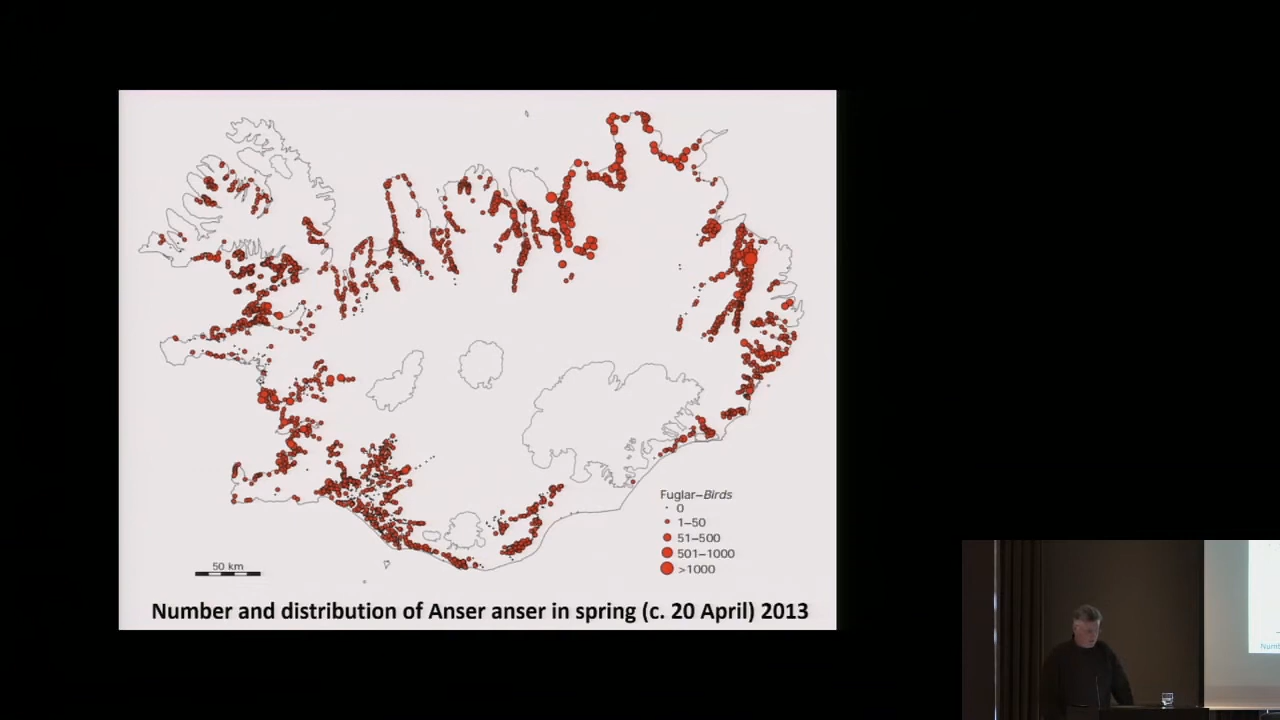 Fuglar–Birds
0
1–50
51–500
501–1000
>1000
50 km
Number and distribution of Anser anser in spring (c. 20 April) 2013
Numb